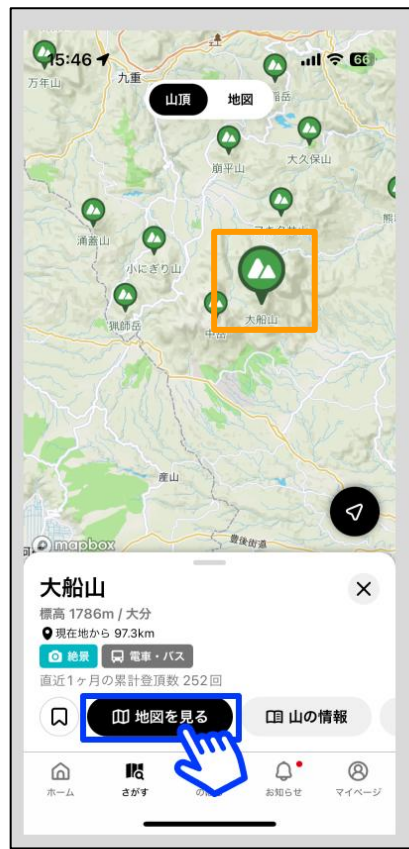 15:46
66
万年山
九重
山頂
地図
岳
崩平山
大久保山
涌蓋山
小にぎり山
猟師岳
中岳
大船山
産山
豊後街道
mapbox
大船山
標高 1786m / 大分
現在地から 97.3km
絶景
電車・バス
直近1ヶ月の累計登頂数 252回
地図を見る
山の情報
ホーム
さがす
お知らせ
マイページ